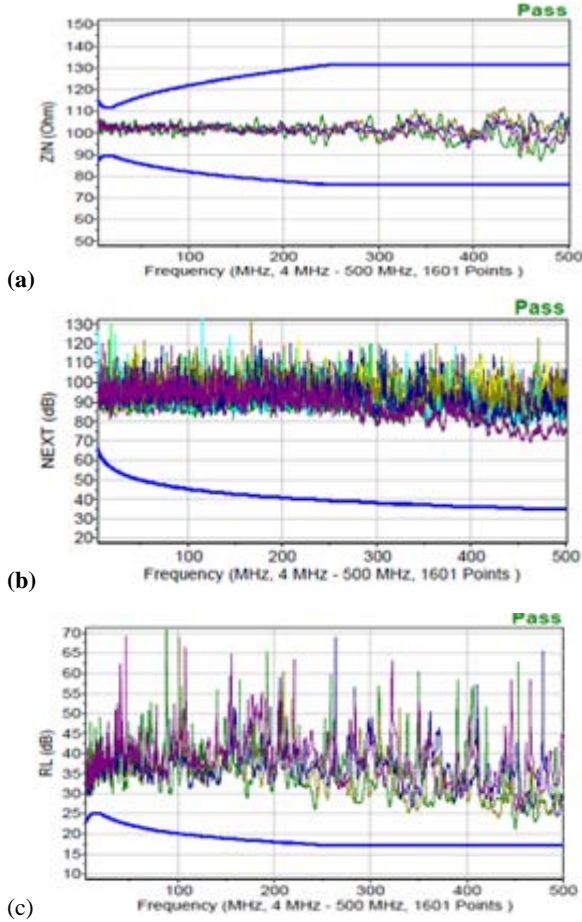 Pass
150
140
130
120
110
100
90
80
70
60
50
ZIN (Ohm)
100 200 300 400 500
Frequency (MHz, 4 MHz - 500 MHz, 1601 Points )
(a)
Pass
130
120
110
100
90
80
70
60
50
40
30
20
NEXT (dB)
100 200 300 400 500
Frequency (MHz, 4 MHz - 500 MHz, 1601 Points )
(b)
Pass
70
65
60
55
50
45
40
35
30
25
20
15
10
RL (dB)
100 200 300 400 500
Frequency (MHz, 4 MHz - 500 MHz, 1601 Points )
(c)